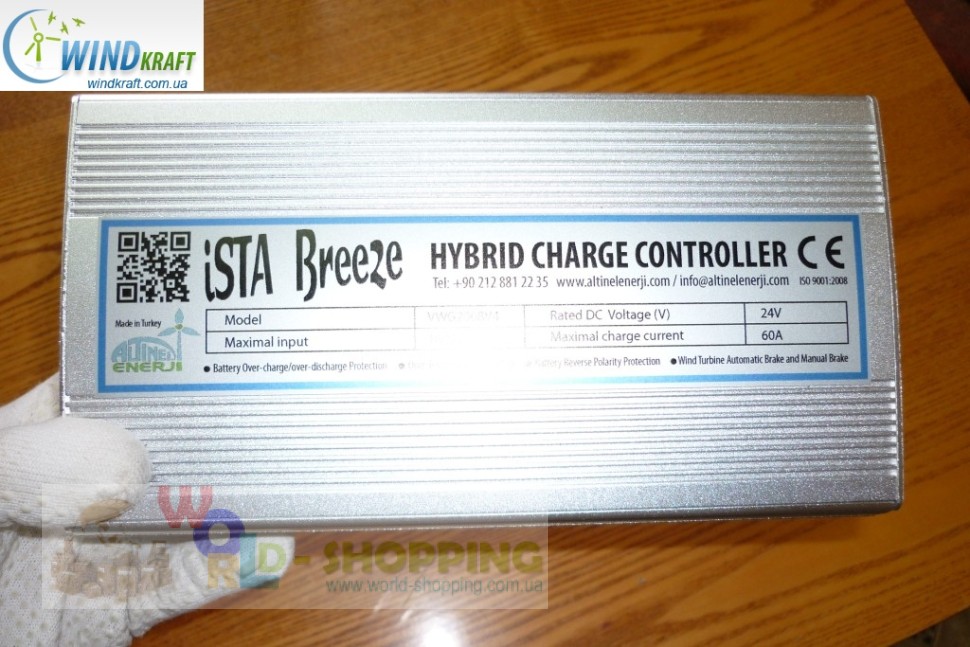 WINDKRAFT
windkraft.com.ua
iSTA Breeze
HYBRID CHARGE CONTROLLER CE
Tel: +90 212 881 22 35 www.altinelenerji.com / info@altinelenerji.com ISO 9001:2008
Made in Turkey
ALTINEL
ENERJI
Model Rated DC Voltage (V) 24V
Maximal input Maximal charge current 60A
● Battery Over-charge/over-discharge Protection ● Battery Reverse Polarity Protection ● Wind Turbine Automatic Brake and Manual Brake
WORLD - SHOPPING
www.world-shopping.com.ua